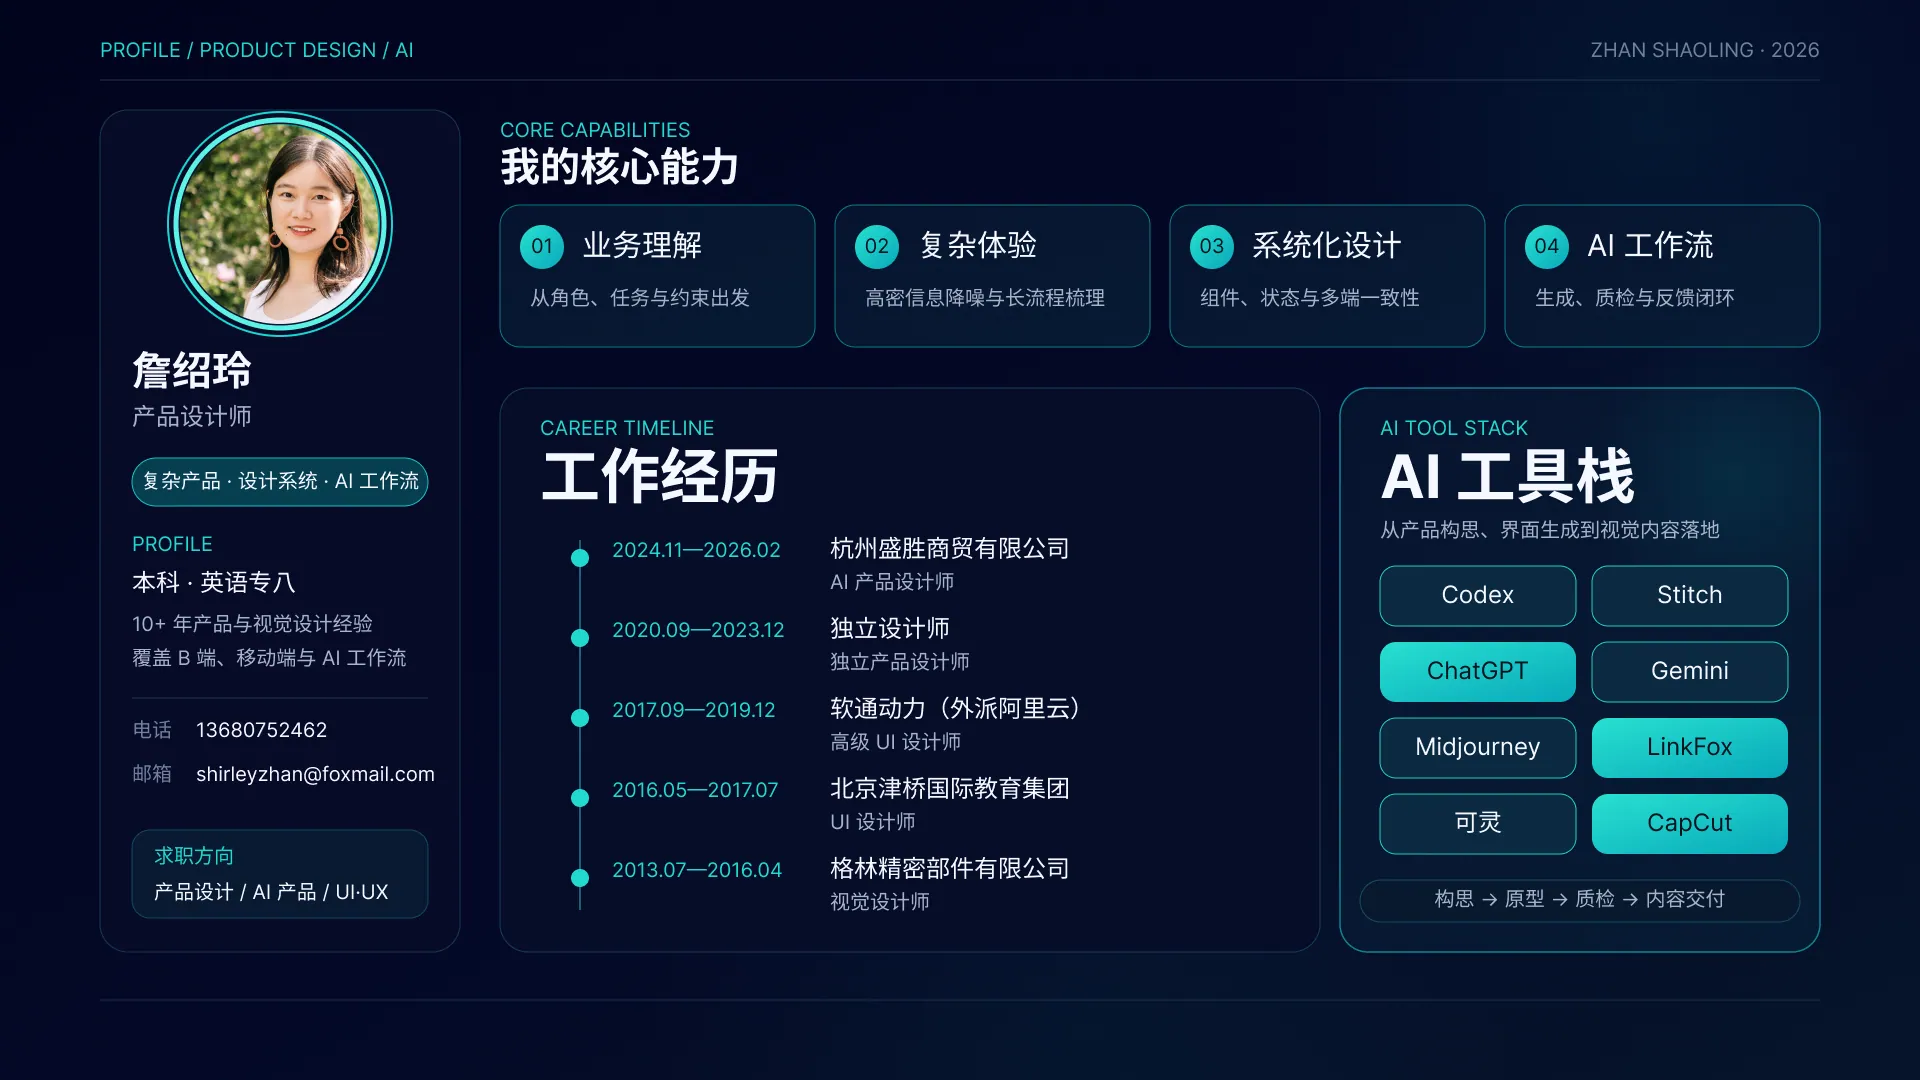 PROFILE / PRODUCT DESIGN / AI
ZHAN SHAOLING · 2026
詹绍玲
产品设计师
复杂产品 · 设计系统 · AI 工作流
PROFILE
本科 · 英语专八
10+ 年产品与视觉设计经验
覆盖 B 端、移动端与 AI 工作流
电话 13680752462
邮箱 shirleyzhan@foxmail.com
求职方向
产品设计 / AI 产品 / UI·UX
CORE CAPABILITIES
我的核心能力
01 业务理解
从角色、任务与约束出发
02 复杂体验
高密信息降噪与长流程梳理
03 系统化设计
组件、状态与多端一致性
04 AI 工作流
生成、质检与反馈闭环
CAREER TIMELINE
工作经历
2024.11—2026.02 杭州盛胜商贸有限公司
AI 产品设计师
2020.09—2023.12 独立设计师
独立产品设计师
2017.09—2019.12 软通动力（外派阿里云）
高级 UI 设计师
2016.05—2017.07 北京津桥国际教育集团
UI 设计师
2013.07—2016.04 格林精密部件有限公司
视觉设计师
AI TOOL STACK
AI 工具栈
从产品构思、界面生成到视觉内容落地
Codex Stitch
ChatGPT Gemini
Midjourney LinkFox
可灵 CapCut
构思 → 原型 → 质检 → 内容交付